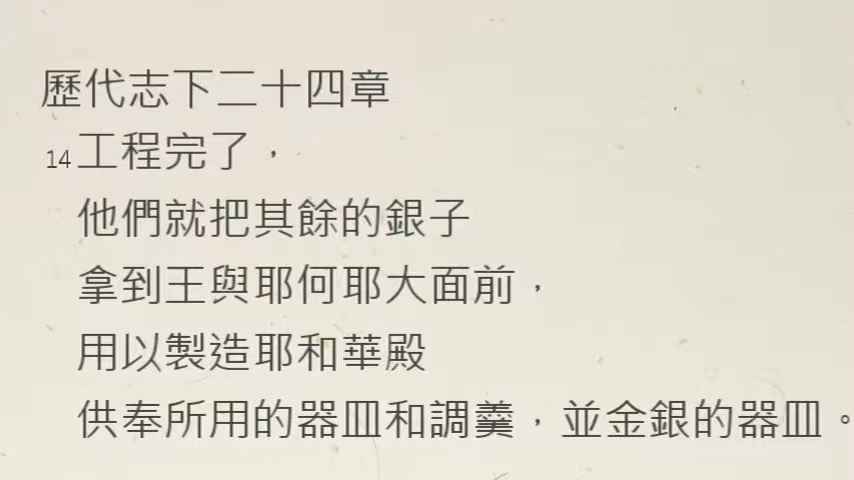 歷代志下二十四章
14 工程完了，
他們就把其餘的銀子
拿到王與耶何耶大面前，
用以製造耶和華殿
供奉所用的器皿和調羹，並金銀的器皿。